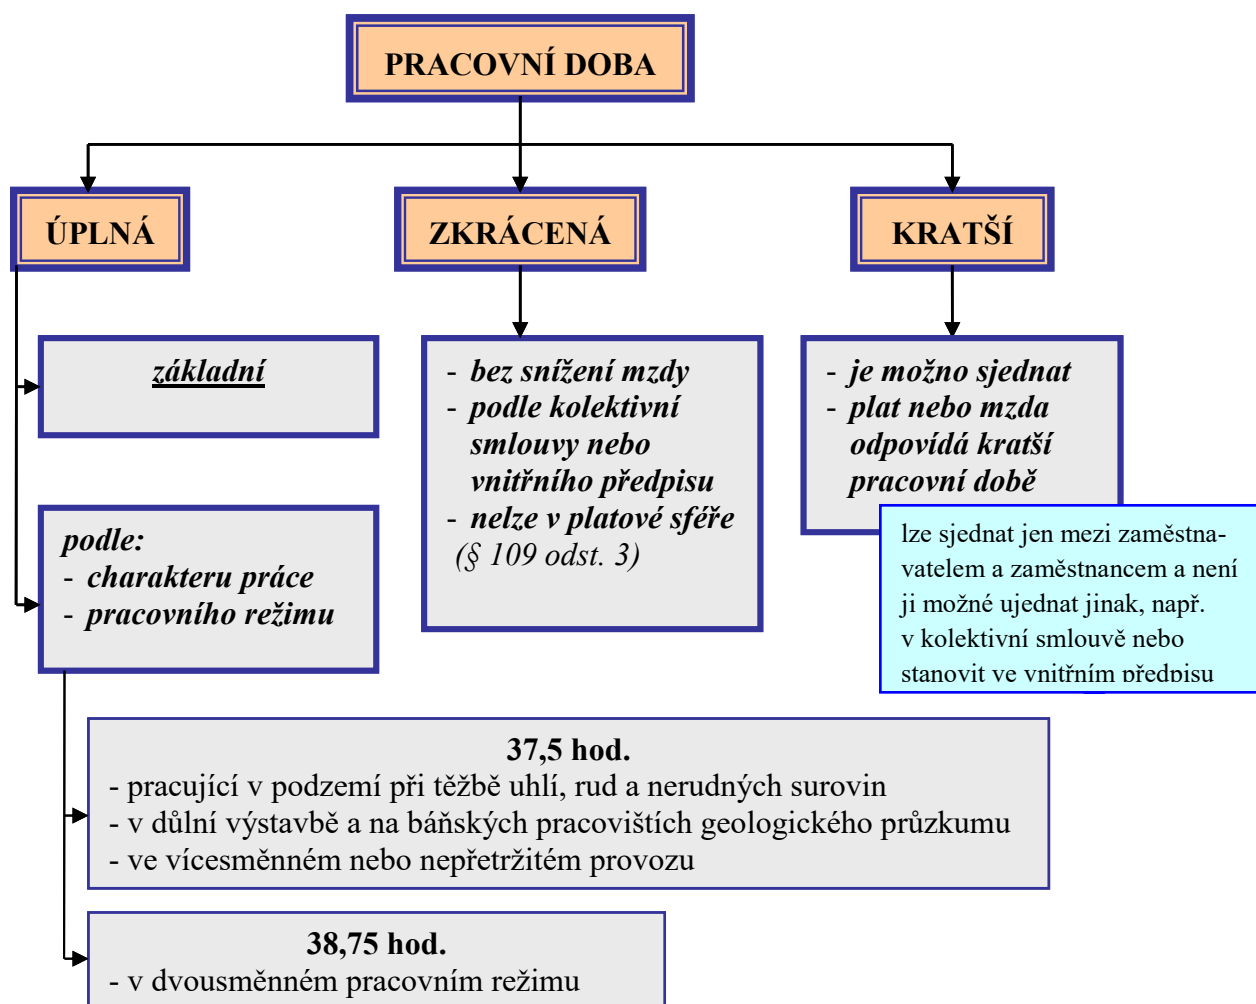 PRACOVNÍ DOBA
ÚPLNÁ
ZKRÁCENÁ
KRATŠÍ
základní
- bez snížení mzdy
- podle kolektivní
smlouvy nebo
vnitřního předpisu
- nelze v platové sféře
(§ 109 odst. 3)
- je možno sjednat
- plat nebo mzda
odpovídá kratší
pracovní době
lze sjednat jen mezi zaměstna-
vatelem a zaměstnancem a není
ji možné ujednat jinak, např.
v kolektivní smlouvě nebo
stanovit ve vnitřním předpisu
podle:
- charakteru práce
- pracovního režimu
37,5 hod.
- pracující v podzemí při těžbě uhlí, rud a nerudných surovin
- v důlní výstavbě a na báňských pracovištích geologického průzkumu
- ve vícesměnném nebo nepřetržitém provozu
38,75 hod.
- v dvousměnném pracovním režimu